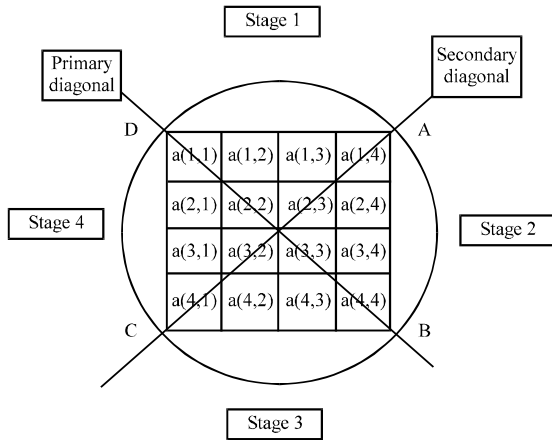 Stage 1
Primary
diagonal
Secondary
diagonal
D
A
a(1,1) a(1,2) a(1,3) a(1,4)
a(2,1) a(2,2) a(2,3) a(2,4)
Stage 4
Stage 2
a(3,1) a(3,2) a(3,3) a(3,4)
a(4,1) a(4,2) a(4,3) a(4,4)
C
B
Stage 3